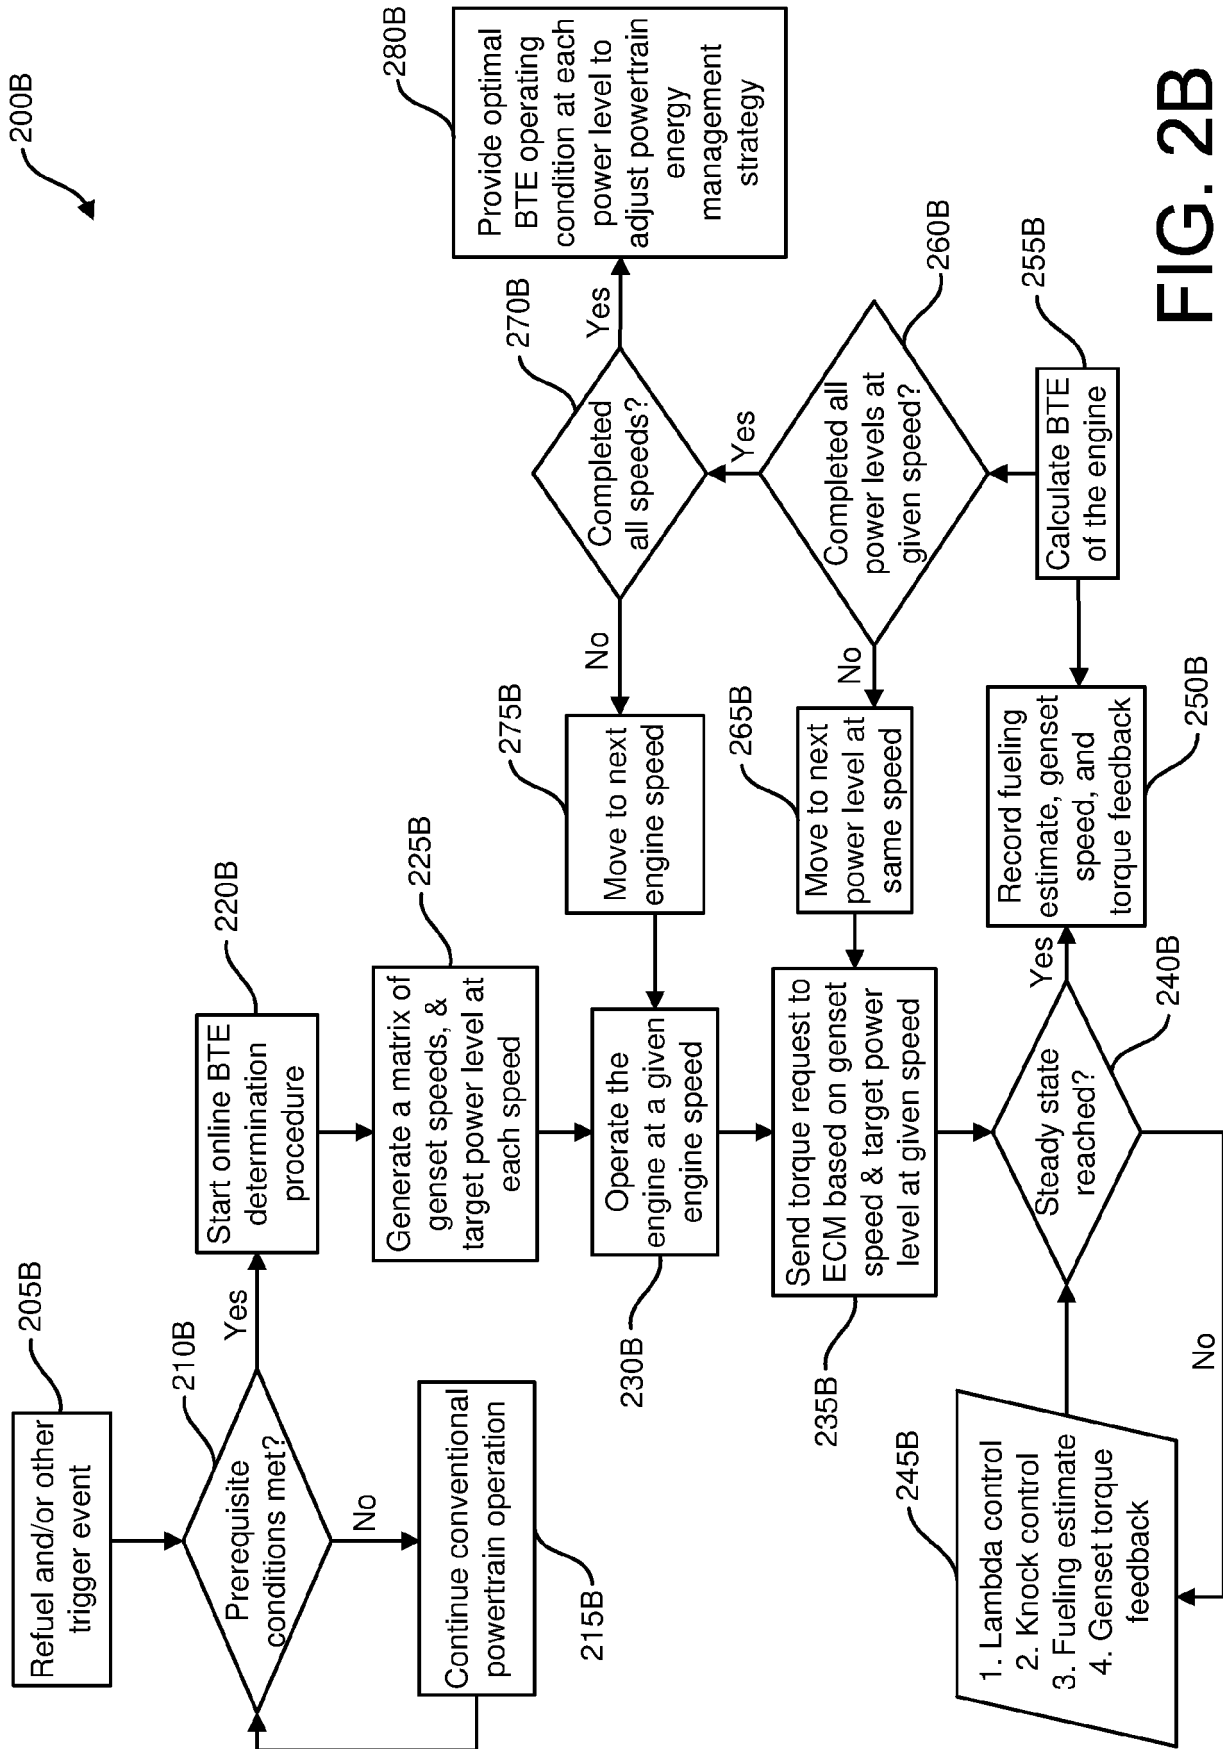 200B
Refuel and/or other
trigger event
205B
Prerequisite
conditions met?
210B
Yes
No
Continue conventional
powertrain operation
215B
Start online BTE
determination
procedure
220B
Generate a matrix of
genset speeds, &
target power level at
each speed
225B
Operate the
engine at a given
engine speed
230B
Send torque request to
ECM based on genset
speed & target power
level at given speed
235B
Steady state
reached?
240B
Yes
No
1. Lambda control
2. Knock control
3. Fueling estimate
4. Genset torque
feedback
245B
Record fueling
estimate, genset
speed, and
torque feedback
250B
Calculate BTE
of the engine
255B
Completed all
power levels at
given speed?
260B
No
Yes
Move to next
power level at
same speed
265B
Completed
all speeds?
270B
No
Yes
Move to next
engine speed
275B
Provide optimal
BTE operating
condition at each
power level to
adjust powertrain
energy
management
strategy
280B
FIG. 2B